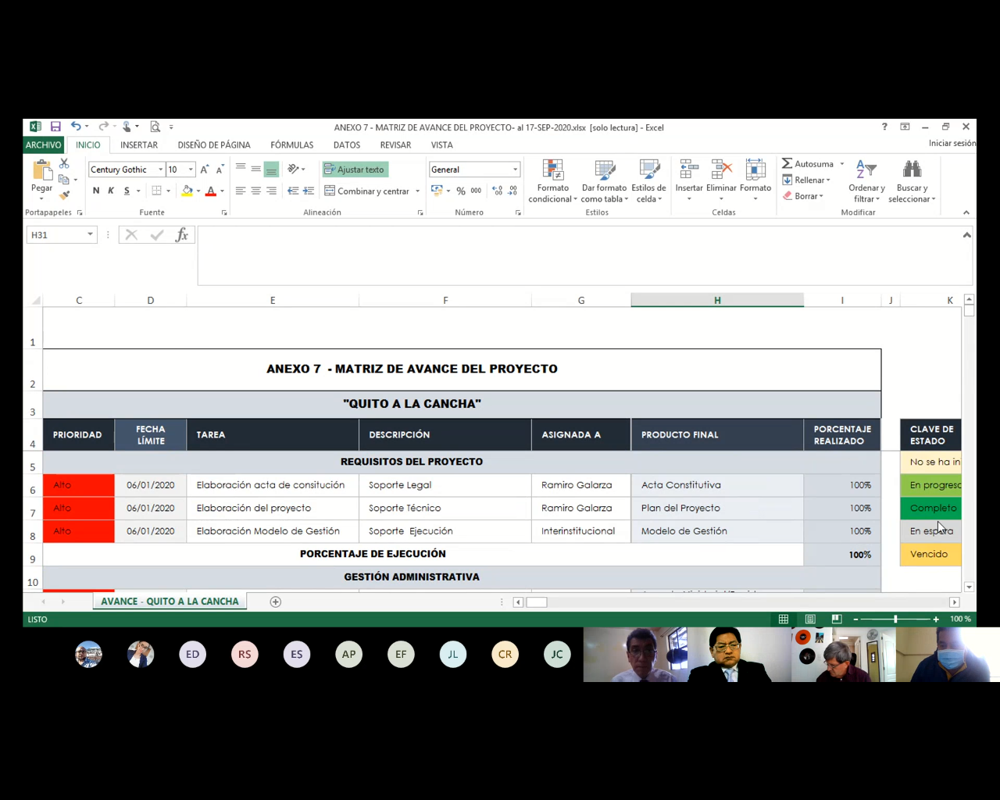 ANEXO 7 - MATRIZ DE AVANCE DEL PROYECTO- al 17-SEP-2020.xlsx [solo lectura] - Excel
ARCHIVO INICIO INSERTAR DISEÑO DE PÁGINA FÓRMULAS DATOS REVISAR VISTA Iniciar sesión
Century Gothic 10 Ajustar texto General Autosuma
Pegar N K S Combinar y centrar % 000 Formato condicional Dar formato como tabla Estilos de celda Insertar Eliminar Formato Rellenar Borrar Ordenar y filtrar Buscar y seleccionar
Portapapeles Fuente Alineación Número Estilos Celdas Modificar
H31 fx
C D E F G H I J K
1
2 ANEXO 7 - MATRIZ DE AVANCE DEL PROYECTO
3 "QUITO A LA CANCHA"
4 PRIORIDAD FECHA LÍMITE TAREA DESCRIPCIÓN ASIGNADA A PRODUCTO FINAL PORCENTAJE REALIZADO CLAVE DE ESTADO
5 REQUISITOS DEL PROYECTO No se ha in
6 Alto 06/01/2020 Elaboración acta de consitución Soporte Legal Ramiro Galarza Acta Constitutiva 100% En progreso
7 Alto 06/01/2020 Elaboración del proyecto Soporte Técnico Ramiro Galarza Plan del Proyecto 100% Completo
8 Alto 06/01/2020 Elaboración Modelo de Gestión Soporte Ejecución Interinstitucional Modelo de Gestión 100% En espera
9 PORCENTAJE DE EJECUCIÓN 100% Vencido
10 GESTIÓN ADMINISTRATIVA
AVANCE - QUITO A LA CANCHA
LISTO 100 %
ED RS ES AP EF JL CR JC